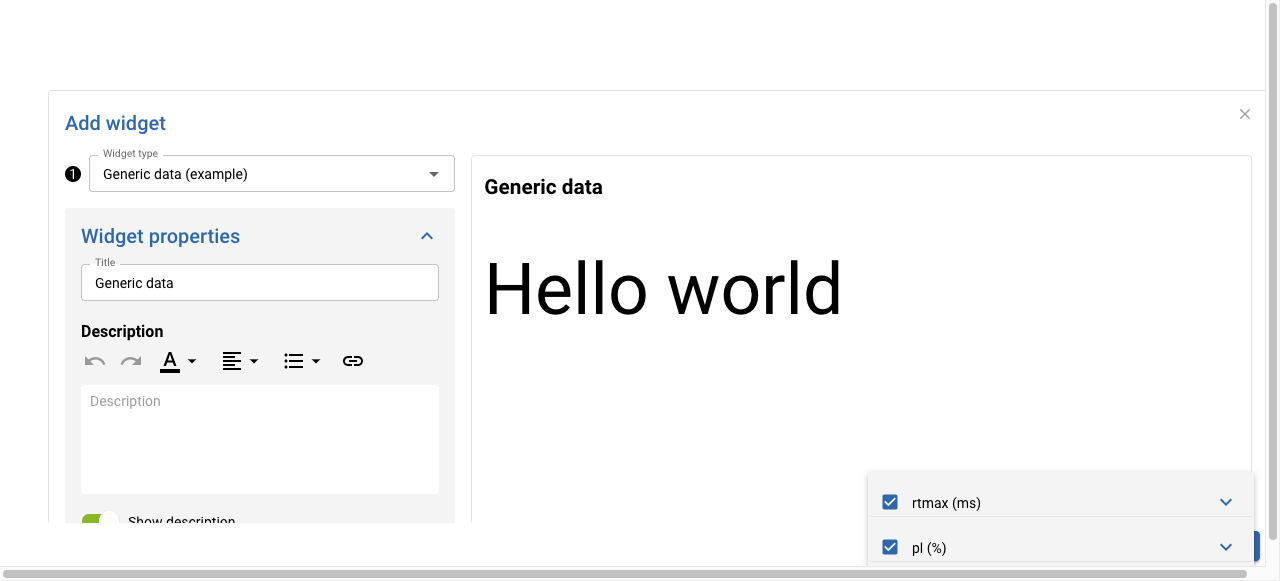 Add widget
Widget type
1
Generic data (example)
Generic data
Widget properties
Title
Generic data
Hello world
Description
A
Description
Show description
rtmax (ms)
pl (%)